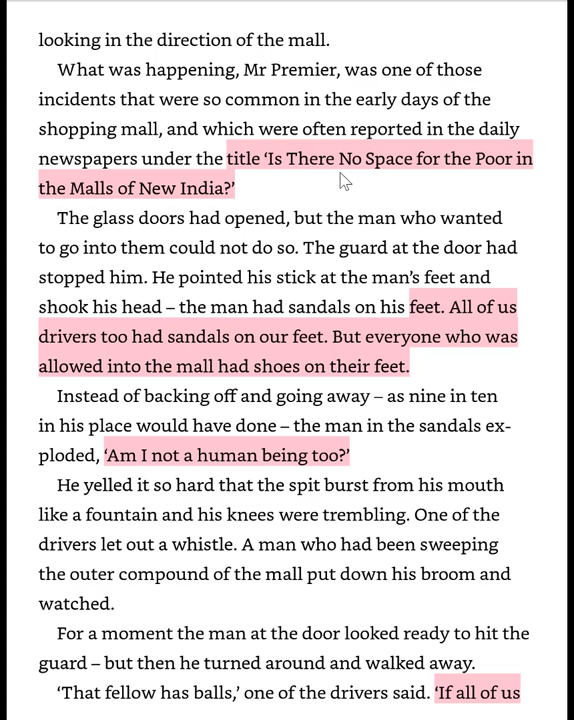 looking in the direction of the mall.
What was happening, Mr Premier, was one of those
incidents that were so common in the early days of the
shopping mall, and which were often reported in the daily
newspapers under the title ‘Is There No Space for the Poor in
the Malls of New India?’
The glass doors had opened, but the man who wanted
to go into them could not do so. The guard at the door had
stopped him. He pointed his stick at the man’s feet and
shook his head – the man had sandals on his feet. All of us
drivers too had sandals on our feet. But everyone who was
allowed into the mall had shoes on their feet.
Instead of backing off and going away – as nine in ten
in his place would have done – the man in the sandals ex-
ploded, ‘Am I not a human being too?’
He yelled it so hard that the spit burst from his mouth
like a fountain and his knees were trembling. One of the
drivers let out a whistle. A man who had been sweeping
the outer compound of the mall put down his broom and
watched.
For a moment the man at the door looked ready to hit the
guard – but then he turned around and walked away.
‘That fellow has balls,’ one of the drivers said. ‘If all of us